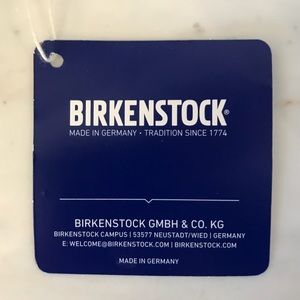 BIRKENSTOCK®
MADE IN GERMANY · TRADITION SINCE 1774
BIRKENSTOCK GMBH & CO. KG
BIRKENSTOCK CAMPUS | 53577 NEUSTADT/WIED | GERMANY
E: WELCOME@BIRKENSTOCK.COM | BIRKENSTOCK.COM
MADE IN GERMANY